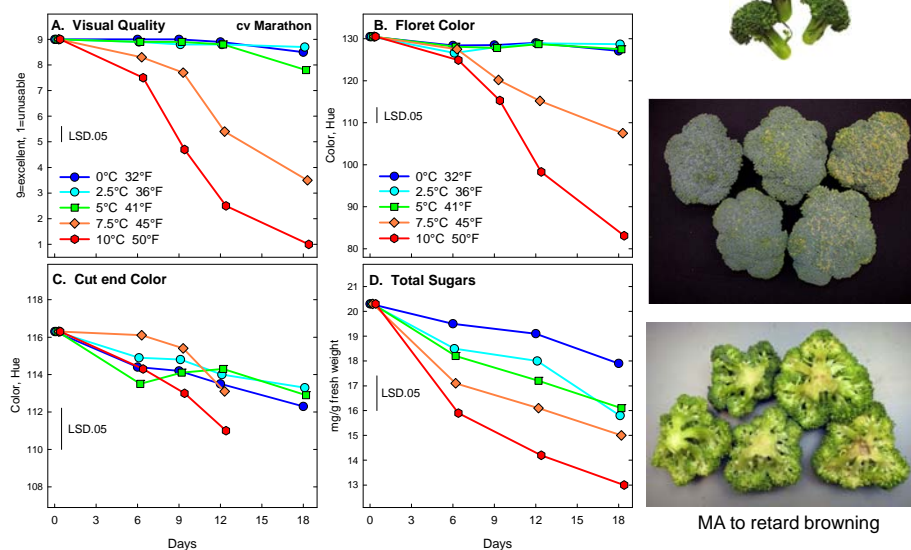 A. Visual Quality cv Marathon
9=excellent, 1=unusable
9
8
7
6
5
4
3
2
1
LSD.05
0°C 32°F
2.5°C 36°F
5°C 41°F
7.5°C 45°F
10°C 50°F
B. Floret Color
Color, Hue
130
120
110
100
90
80
LSD.05
0°C 32°F
2.5°C 36°F
5°C 41°F
7.5°C 45°F
10°C 50°F
C. Cut end Color
Color, Hue
118
116
114
112
110
108
LSD.05
0 3 6 9 12 15 18
Days
D. Total Sugars
mg/g fresh weight
21
20
19
18
17
16
15
14
13
LSD.05
0 3 6 9 12 15 18
Days
MA to retard browning